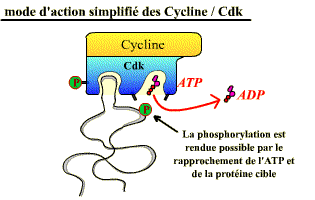 mode d'action simplifié des Cycline / Cdk
Cycline
Cdk
P
ATP
ADP
P
La phosphorylation est
rendue possible par le
rapprochement de l'ATP et
de la protéine cible